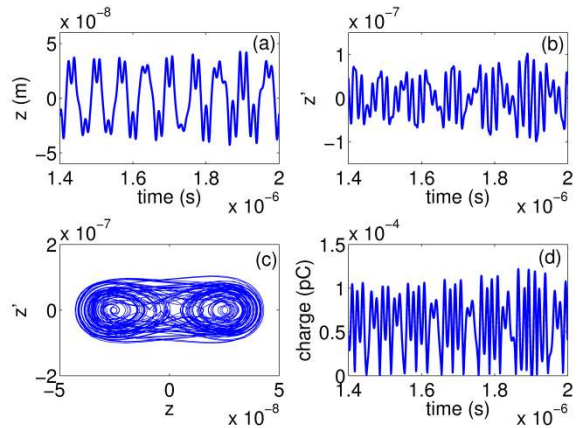 x 10⁻⁸
5
0
−5
z (m)
(a)
1.4 1.6 1.8 2
time (s)
x 10⁻⁶
x 10⁻⁷
1
0
−1
z'
(b)
1.4 1.6 1.8 2
time (s)
x 10⁻⁶
x 10⁻⁷
2
0
−2
z'
(c)
−5 0 5
z
x 10⁻⁸
x 10⁻⁴
1.5
1
0.5
0
charge (pC)
(d)
1.4 1.6 1.8 2
time (s)
x 10⁻⁶